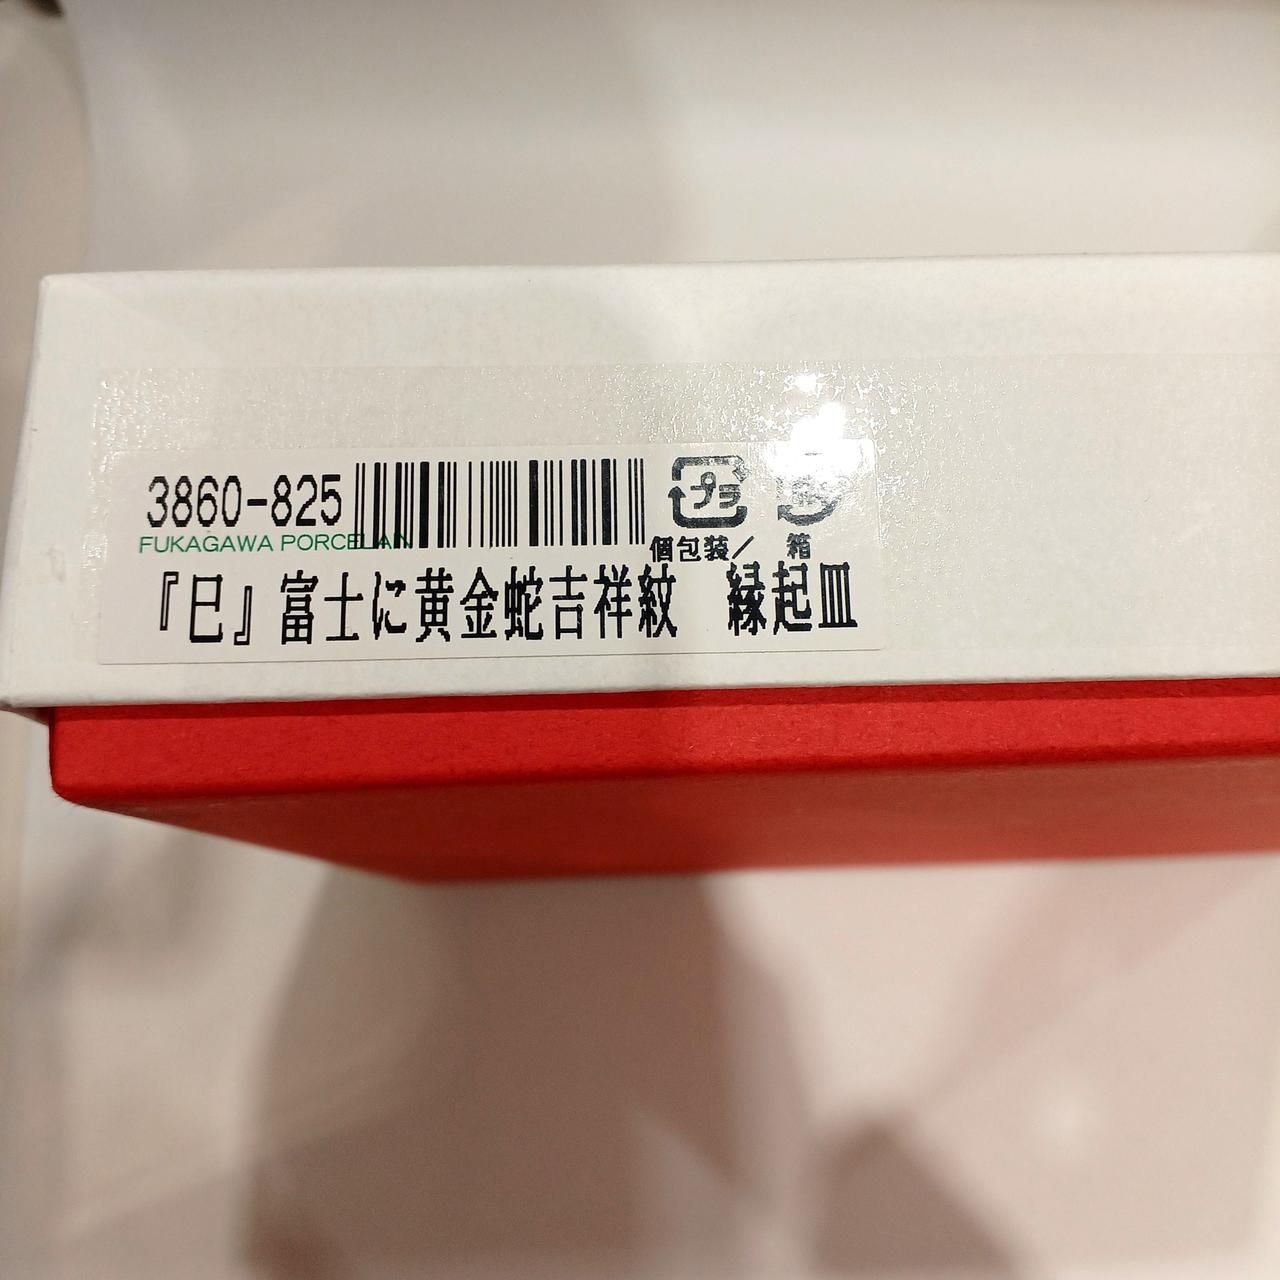 3860-825
FUKAGAWA PORCELAIN
プラ
個包装/ 箱
『巳』富士に黄金蛇吉祥紋 縁起皿